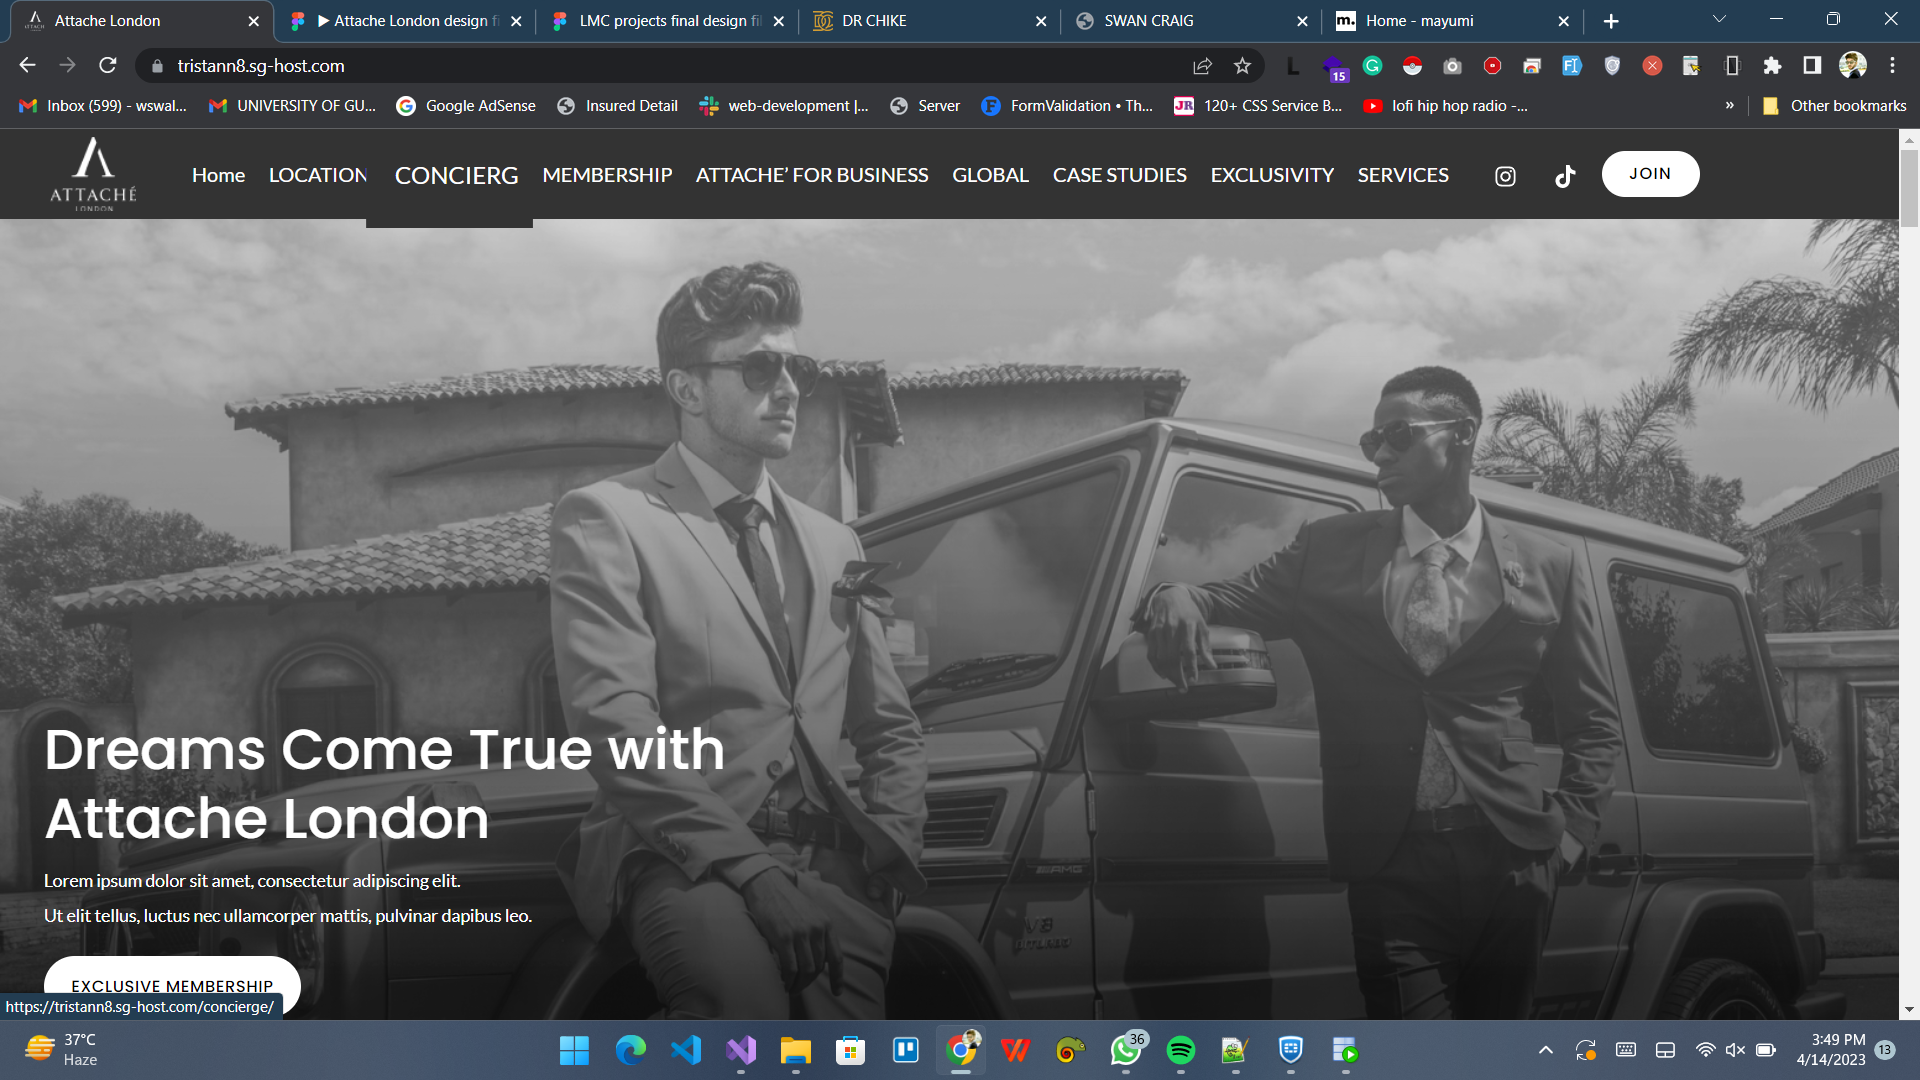 Attache London
Attache London design fi
LMC projects final design fil
DR CHIKE
SWAN CRAIG
m.
Home - mayumi
tristann8.sg-host.com
15
Inbox (599) - wswal...
UNIVERSITY OF GU...
Google AdSense
Insured Detail
web-development |...
Server
FormValidation • Th...
JR
120+ CSS Service B...
lofi hip hop radio -...
»
Other bookmarks
ATTACHÉ
LONDON
Home
LOCATION
CONCIERG
MEMBERSHIP
ATTACHE’ FOR BUSINESS
GLOBAL
CASE STUDIES
EXCLUSIVITY
SERVICES
JOIN
Dreams Come True with
Attache London
Lorem ipsum dolor sit amet, consectetur adipiscing elit.
Ut elit tellus, luctus nec ullamcorper mattis, pulvinar dapibus leo.
EXCLUSIVE MEMBERSHIP
https://tristann8.sg-host.com/concierge/
37°C
Haze
36
3:49 PM
4/14/2023
13